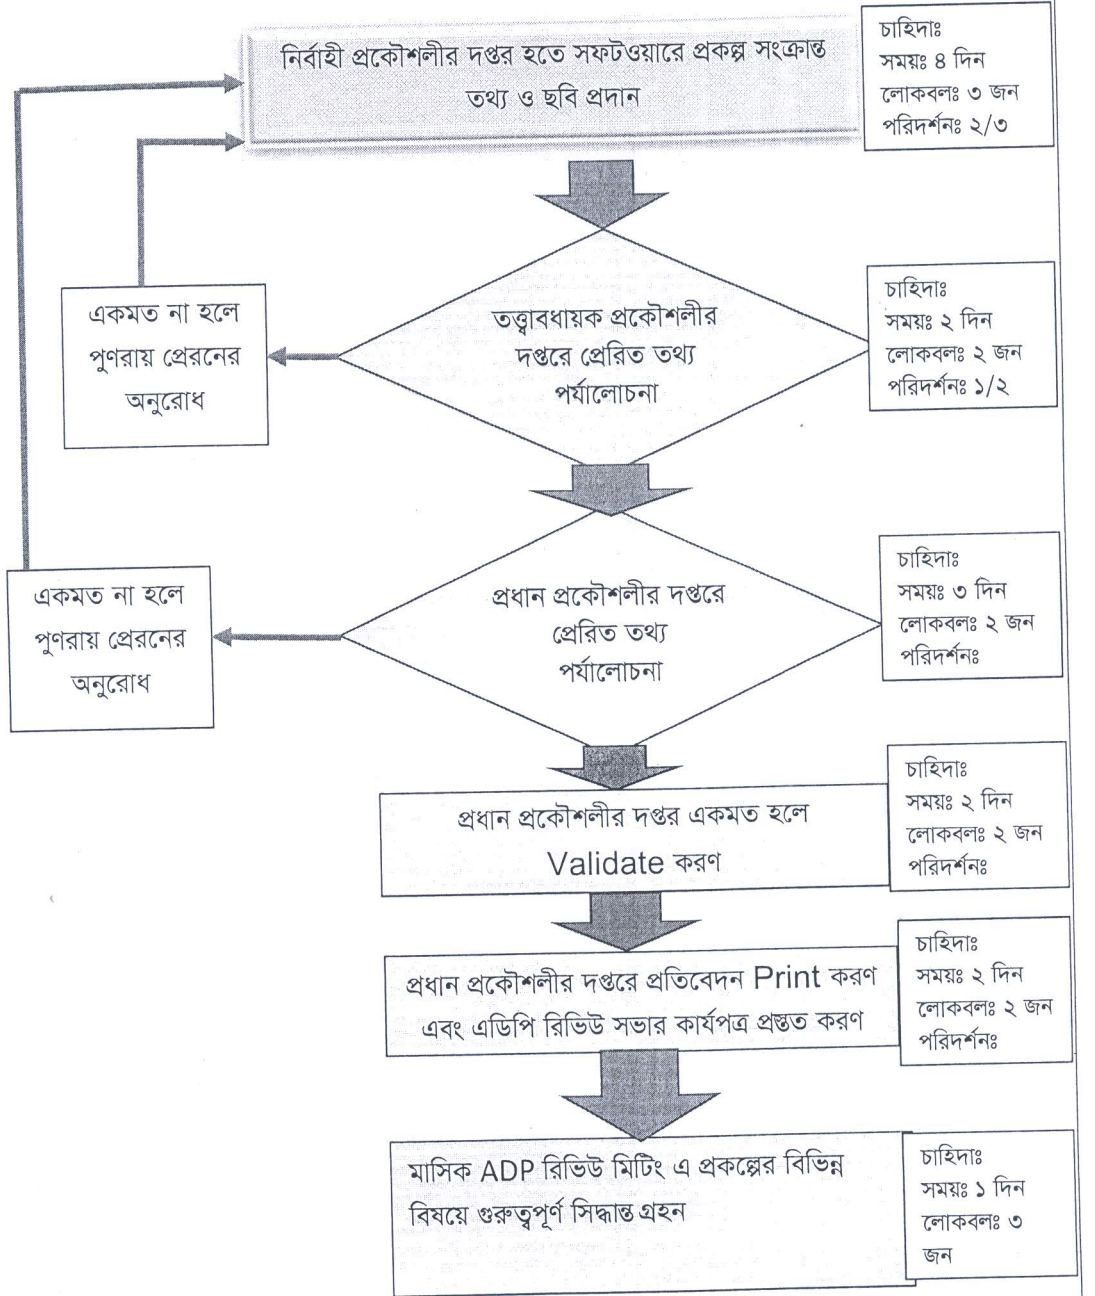 নির্বাহী প্রকৌশলীর দপ্তর হতে সফটওয়ারে প্রকল্প সংক্রান্ত
তথ্য ও ছবি প্রদান
চাহিদাঃ
সময়ঃ ৪ দিন
লোকবলঃ ৩ জন
পরিদর্শনঃ ২/৩
একমত না হলে
পুণরায় প্রেরনের
অনুরোধ
তত্ত্বাবধায়ক প্রকৌশলীর
দপ্তরে প্রেরিত তথ্য
পর্যালোচনা
চাহিদাঃ
সময়ঃ ২ দিন
লোকবলঃ ২ জন
পরিদর্শনঃ ১/২
একমত না হলে
পুণরায় প্রেরনের
অনুরোধ
প্রধান প্রকৌশলীর দপ্তরে
প্রেরিত তথ্য
পর্যালোচনা
চাহিদাঃ
সময়ঃ ৩ দিন
লোকবলঃ ২ জন
পরিদর্শনঃ
প্রধান প্রকৌশলীর দপ্তর একমত হলে
Validate করণ
চাহিদাঃ
সময়ঃ ২ দিন
লোকবলঃ ২ জন
পরিদর্শনঃ
প্রধান প্রকৌশলীর দপ্তরে প্রতিবেদন Print করণ
এবং এডিপি রিভিউ সভার কার্যপত্র প্রস্তত করণ
চাহিদাঃ
সময়ঃ ২ দিন
লোকবলঃ ২ জন
পরিদর্শনঃ
মাসিক ADP রিভিউ মিটিং এ প্রকল্পের বিভিন্ন
বিষয়ে গুরুত্বপূর্ণ সিদ্ধান্ত গ্রহন
চাহিদাঃ
সময়ঃ ১ দিন
লোকবলঃ ৩
জন